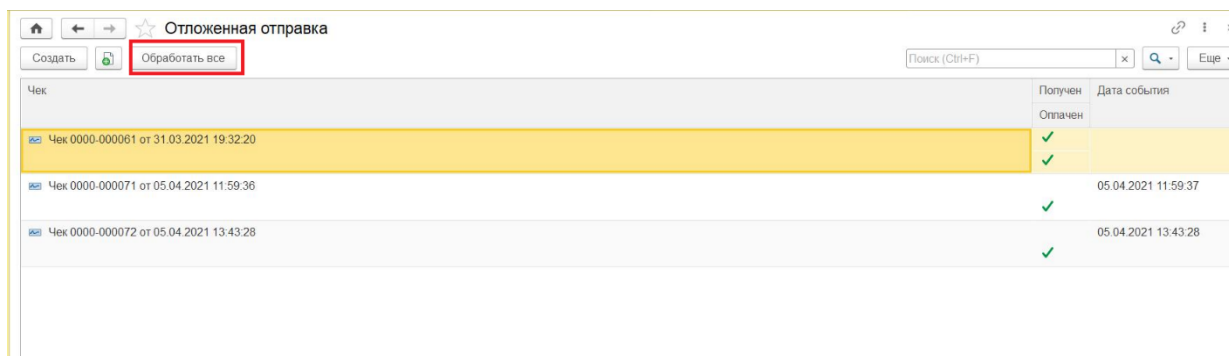 Отложенная отправка
Создать Обработать все Поиск (Ctrl+F) × Еще
Чек Получен Дата события
Оплачен
Чек 0000-000061 от 31.03.2021 19:32:20
Чек 0000-000071 от 05.04.2021 11:59:36 05.04.2021 11:59:37
Чек 0000-000072 от 05.04.2021 13:43:28 05.04.2021 13:43:28